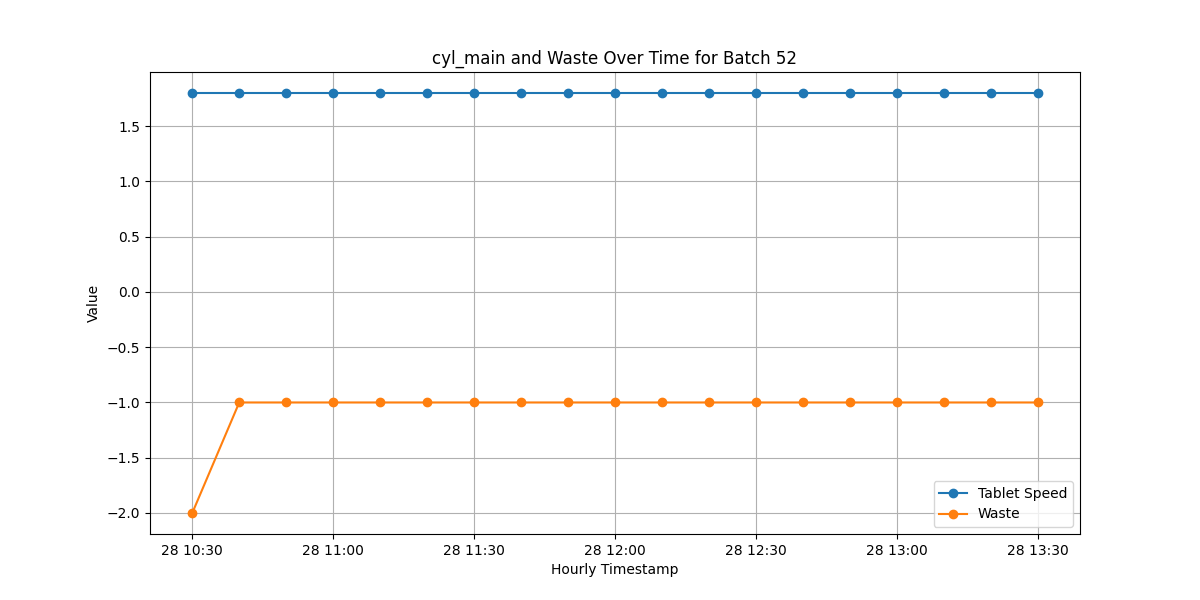 cyl_main and Waste Over Time for Batch 52
Value
1.5
1.0
0.5
0.0
−0.5
−1.0
−1.5
−2.0
Tablet Speed
Waste
28 10:30 28 11:00 28 11:30 28 12:00 28 12:30 28 13:00 28 13:30
Hourly Timestamp